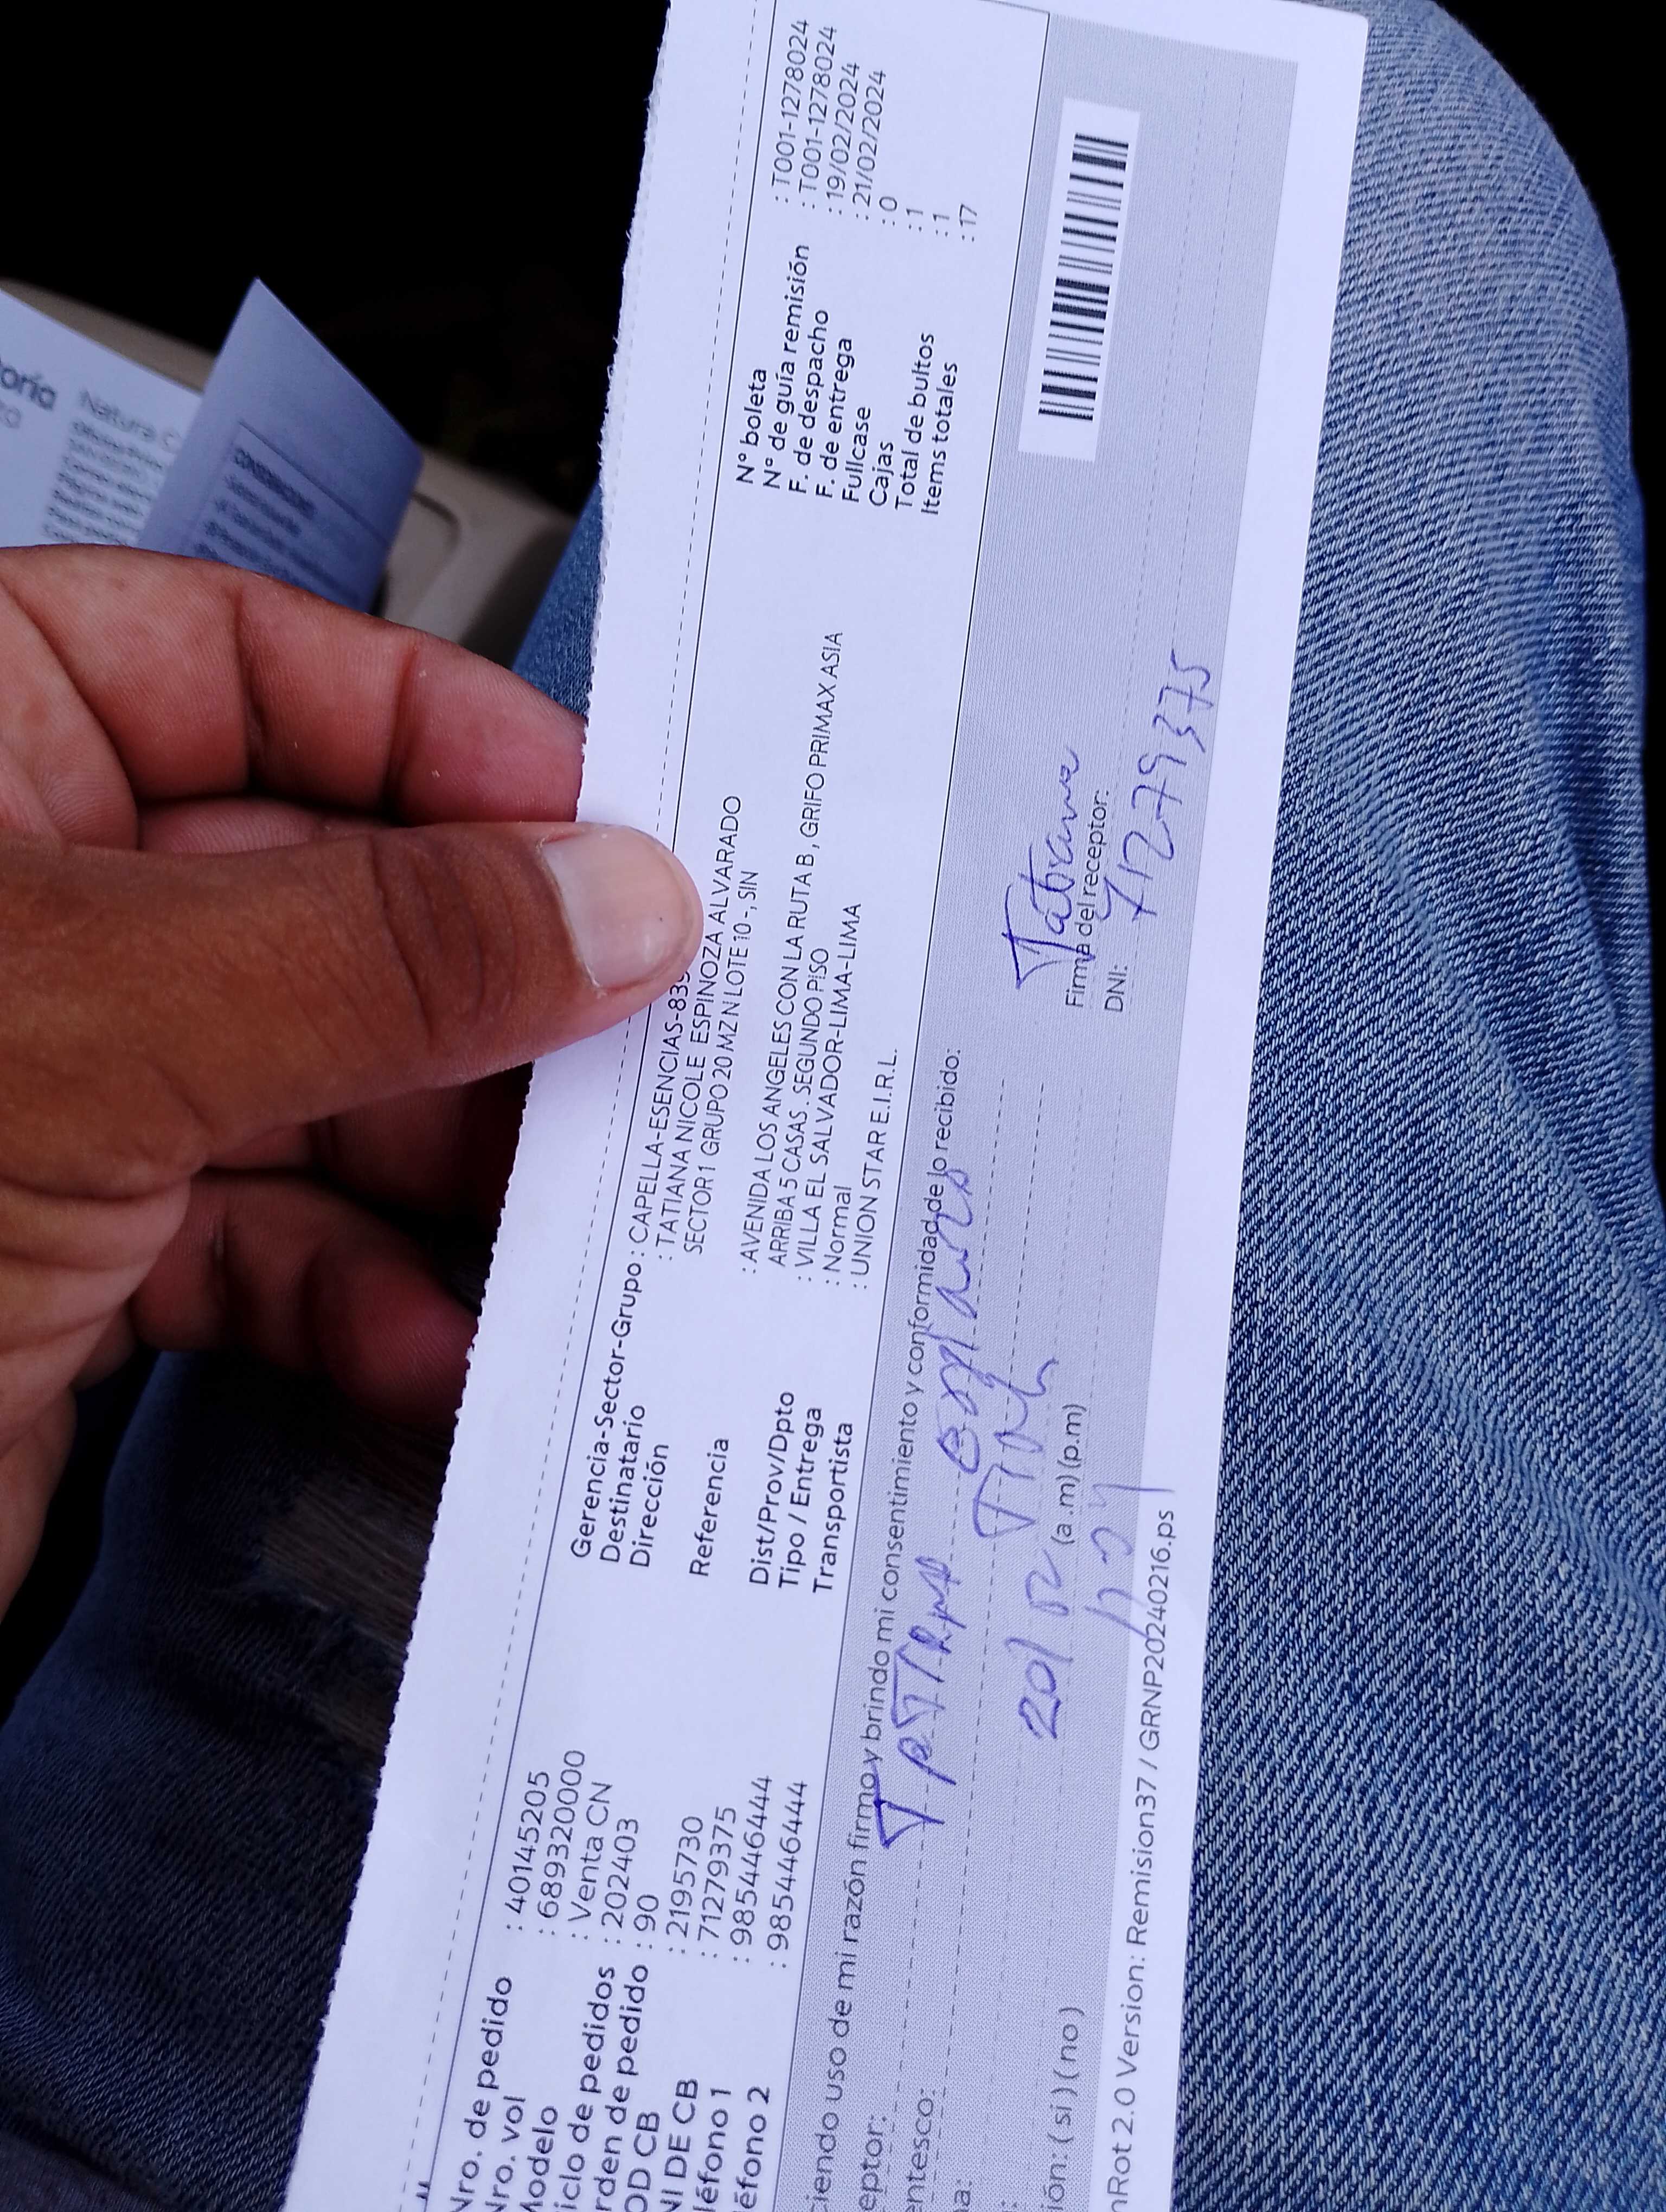 Nro. de pedido : 401445205
Nro. vol : 6893320000
Modelo : Venta CN
iclo de pedidos : 202403
rden de pedido : 90
OD CB : 2195730
NI DE CB : 71279375
léfono 1 : 985446444
éfono 2 : 985446444
Gerencia-Sector-Grupo : CAPELLA-ESENCIAS-83
Destinatario : TATIANA NICOLE ESPINOZA ALVARADO
Dirección SECTOR 1 GRUPO 20 MZ N LOTE 10 -, SIN
Referencia : AVENIDA LOS ANGELES CON LA RUTA B, GRIFO PRIMAX ASIA
ARRIBA 5 CASAS. SEGUNDO PISO
Dist/Prov/Dpto : VILLA EL SALVADOR-LIMA-LIMA
Tipo / Entrega : Normal
Transportista : UNION STAR E.I.R.L.
N° boleta : T001-1278024
N° de guía remisión : T001-1278024
F. de despacho : 19/02/2024
F. de entrega : 21/02/2024
Fullcase : 0
Cajas : 1
Total de bultos : 1
Items totales : 17
ciendo uso de mi razón firmo y brindo mi consentimiento y conformidad de lo recibido:
eptor:
entesco:
a:
(a.m) (p.m)
ión: ( si ) ( no )
Firma del receptor:
DNI: 71279375
nRot 2.0 Version: Remision37 / GRNP20240216.ps
oría
Natura C